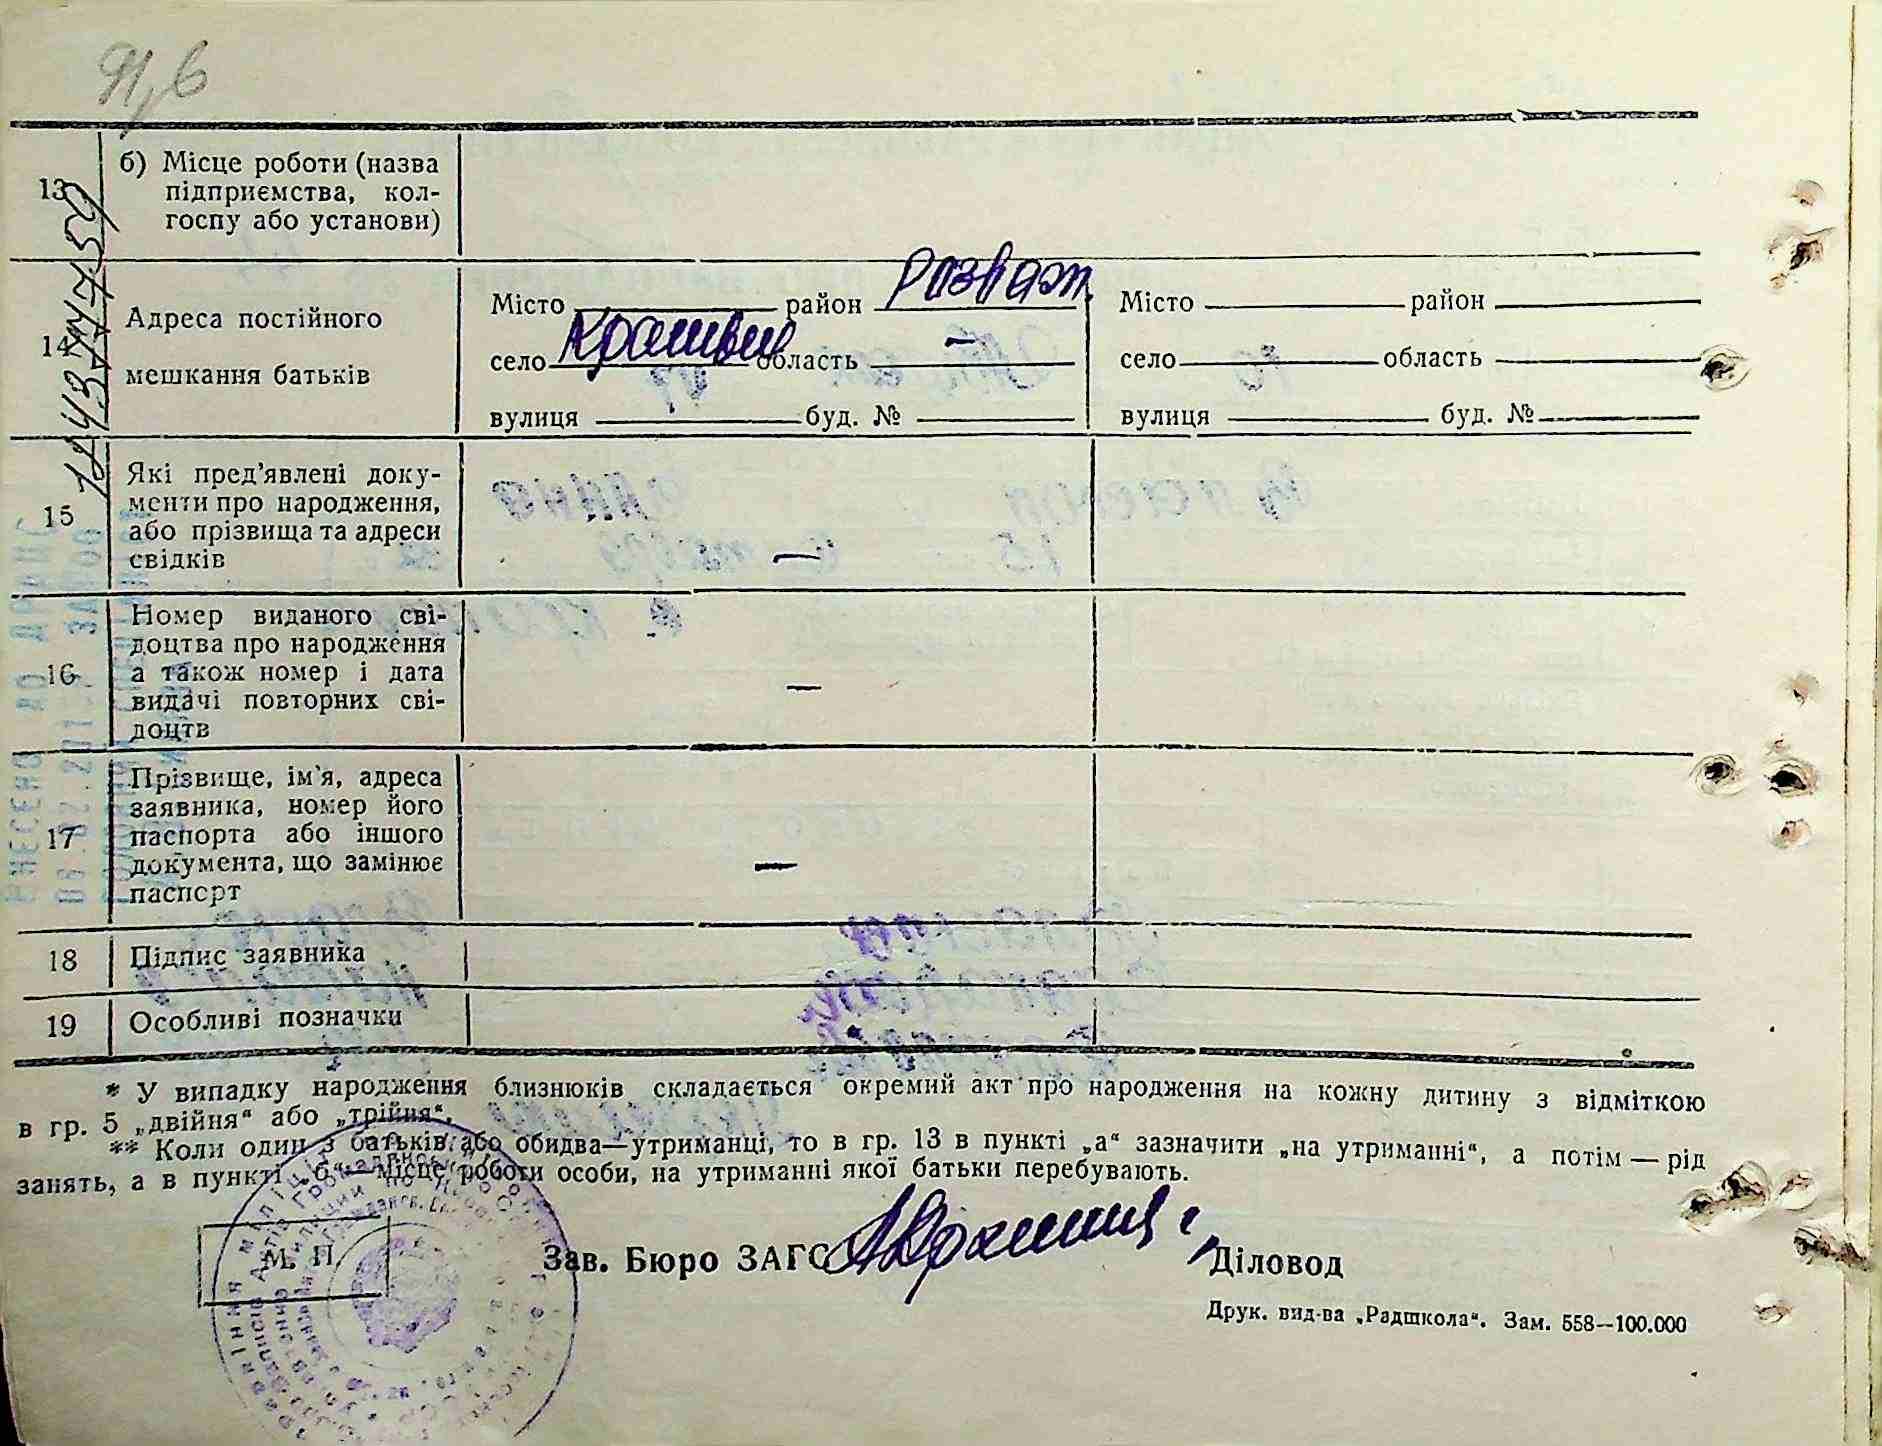 91,6
13
б) Місце роботи (назва
підприємства, кол-
госпу або установи)
14
Адреса постійного
мешкання батьків
Місто район Розваж.
село Кропивня область —
вулиця буд. №
Місто район
село область
вулиця буд. №
15
Які пред’явлені доку-
менти про народження,
або прізвища та адреси
свідків
—
16
Номер виданого сві-
доцтва про народження
а також номер і дата
видачі повторних сві-
доцтв
—
17
Прізвище, ім’я, адреса
заявника, номер його
паспорта або іншого
документа, що замінює
паспорт
—
18
Підпис заявника
19
Особливі позначки
ВНЕСЕНО ДО ДРАЦС
* У випадку народження близнюків складається окремий акт про народження на кожну дитину з відміткою
в гр. 5 „двійня“ або „трійня“.
** Коли один з батьків або обидва—утриманці, то в гр. 13 в пункті „а“ зазначити „на утриманні“, а потім — рід
занять, а в пункті „б“—місце роботи особи, на утриманні якої батьки перебувають.
М. П.
Зав. Бюро ЗАГС
Діловод
Друк. вид-ва „Радшкола“. Зам. 558—100.000